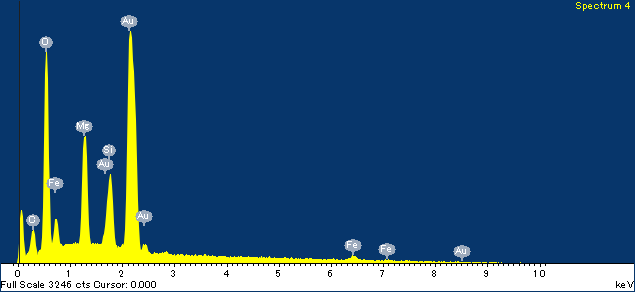 Spectrum 4
Au
O
Mg
Si
Au
Fe
Au
C
Fe
Fe
Au
0 1 2 3 4 5 6 7 8 9 10
Full Scale 3246 cts Cursor: 0.000 keV